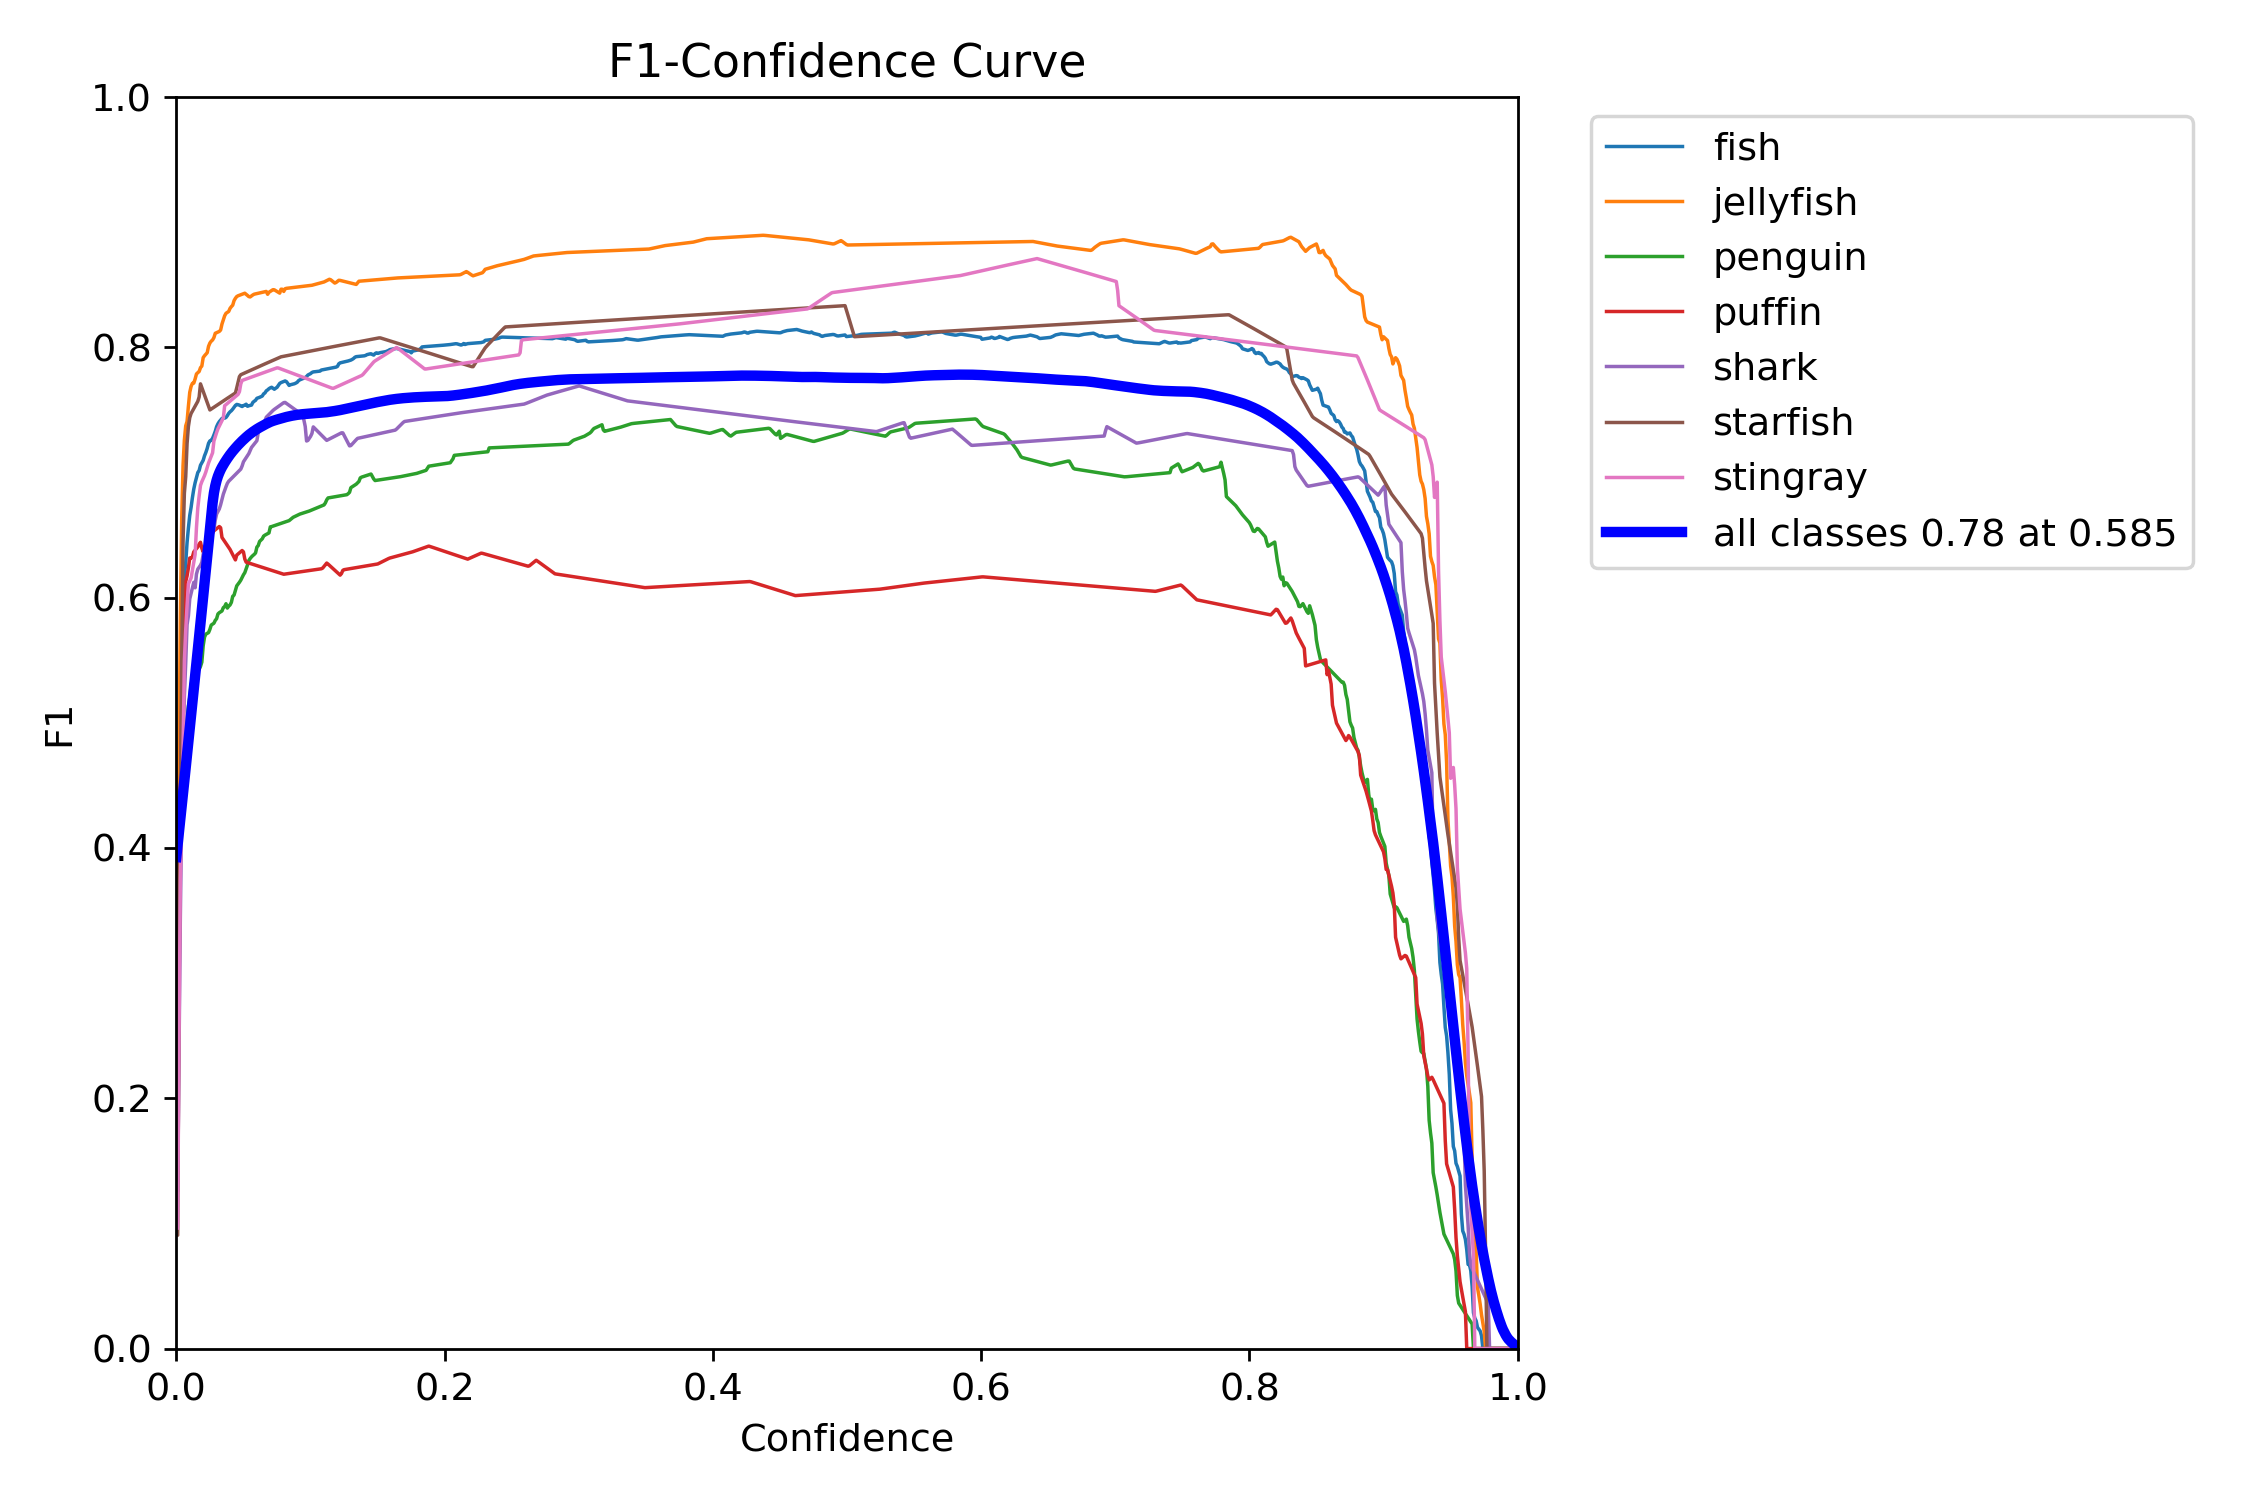 F1-Confidence Curve
1.0
0.8
0.6
0.4
0.2
0.0
F1
0.0 0.2 0.4 0.6 0.8 1.0
Confidence
fish
jellyfish
penguin
puffin
shark
starfish
stingray
all classes 0.78 at 0.585